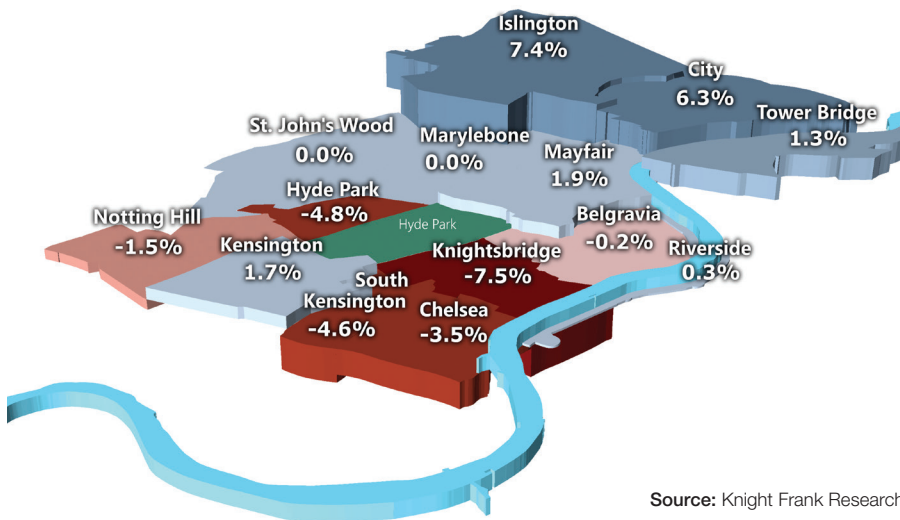 Islington
7.4%
City
6.3%
Tower Bridge
1.3%
St. John's Wood
0.0%
Marylebone
0.0%
Mayfair
1.9%
Hyde Park
-4.8%
Hyde Park
Notting Hill
-1.5%
Kensington
1.7%
Knightsbridge
-7.5%
Belgravia
-0.2%
Riverside
0.3%
South
Kensington
-4.6%
Chelsea
-3.5%
Source: Knight Frank Research